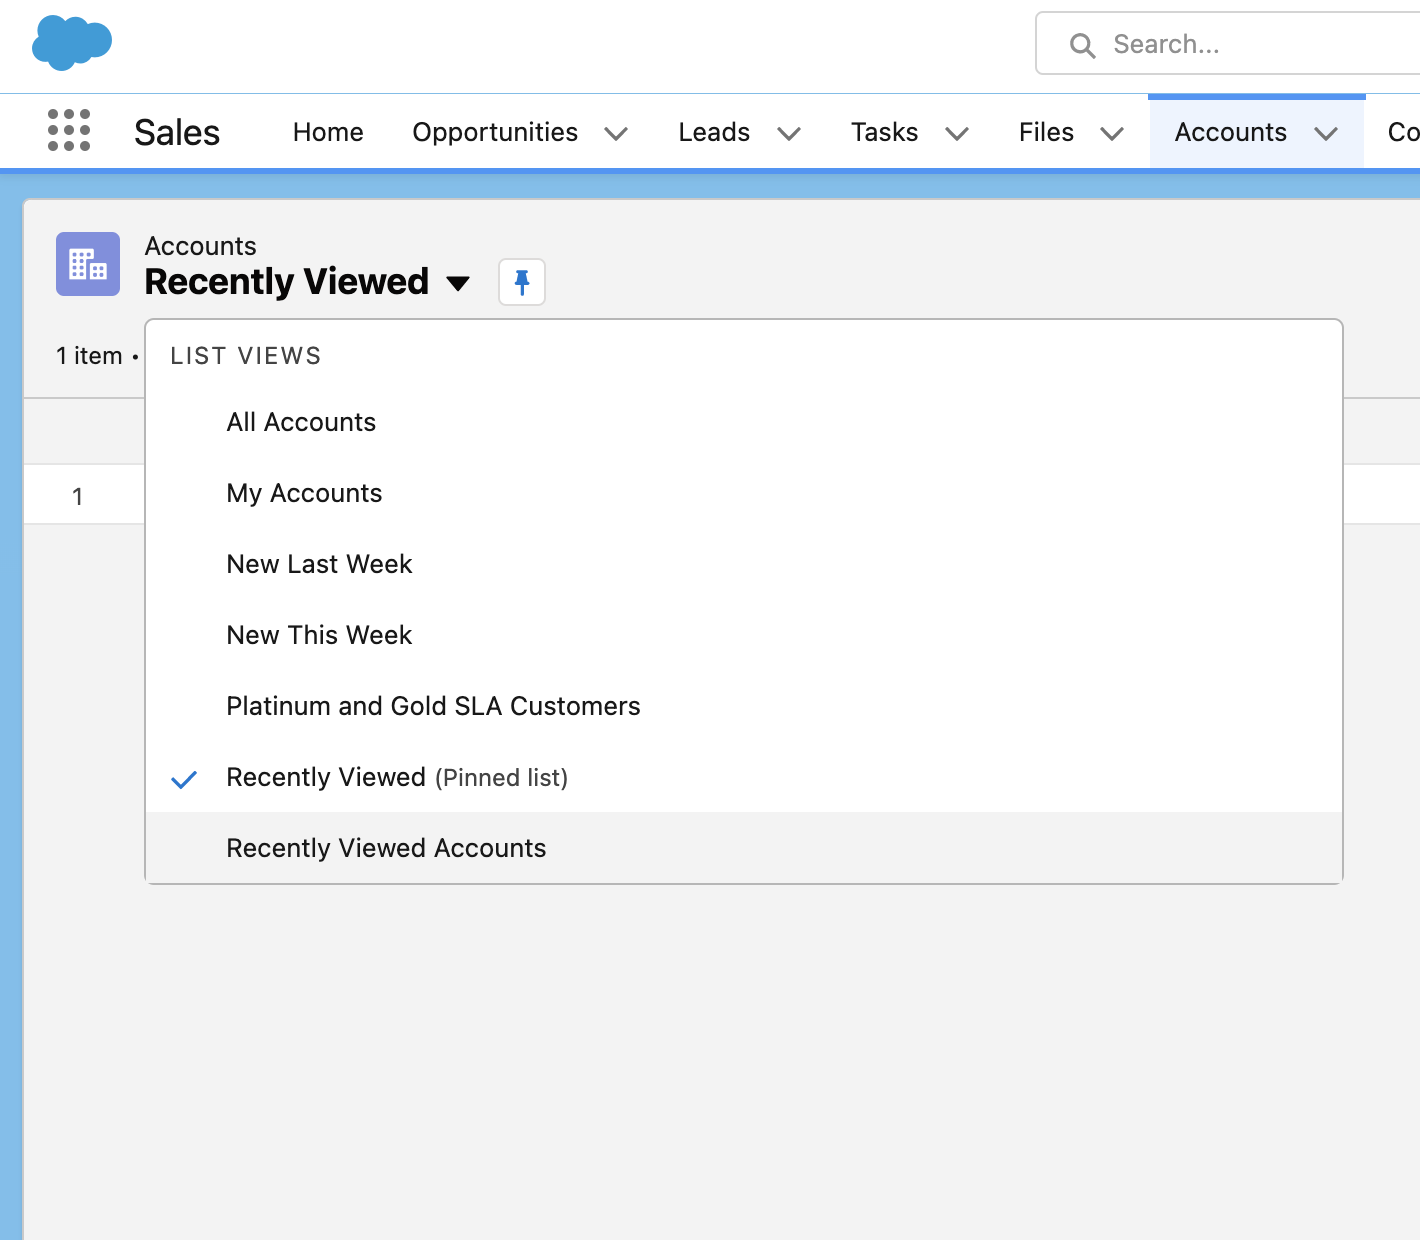 Search...
Sales Home Opportunities Leads Tasks Files Accounts Co
Accounts
Recently Viewed
1 item •
LIST VIEWS
All Accounts
My Accounts
1
New Last Week
New This Week
Platinum and Gold SLA Customers
Recently Viewed (Pinned list)
Recently Viewed Accounts